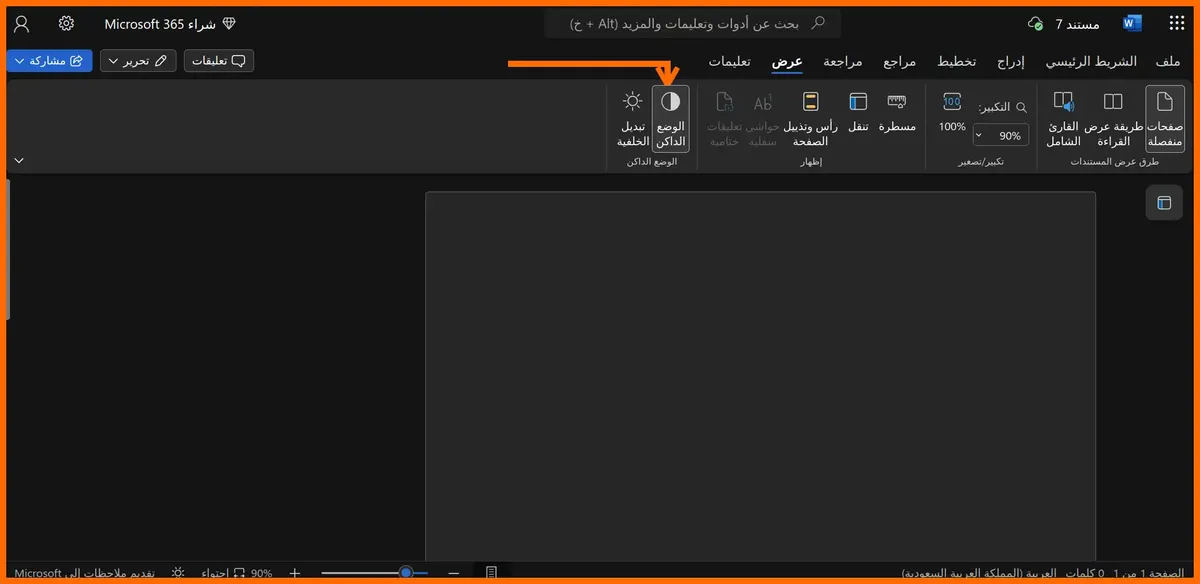 مستند 7
بحث عن أدوات وتعليمات والمزيد (Alt + خ)
شراء Microsoft 365
ملف
الشريط الرئيسي
إدراج
تخطيط
مراجع
مراجعة
عرض
تعليمات
تعليقات
تحرير
مشاركة
صفحات منفصلة
طريقة عرض القراءة
القارئ الشامل
طرق عرض المستندات
التكبير:
90%
100%
تكبير/تصغير
مسطرة
تنقل
رأس وتذييل الصفحة
حواشي سفلية
تعليقات ختامية
إظهار
الوضع الداكن
تبديل الخلفية
الوضع الداكن
الصفحة 1 من 1
0 كلمات
العربية (المملكة العربية السعودية)
90%
احتواء
تقديم ملاحظات إلى Microsoft